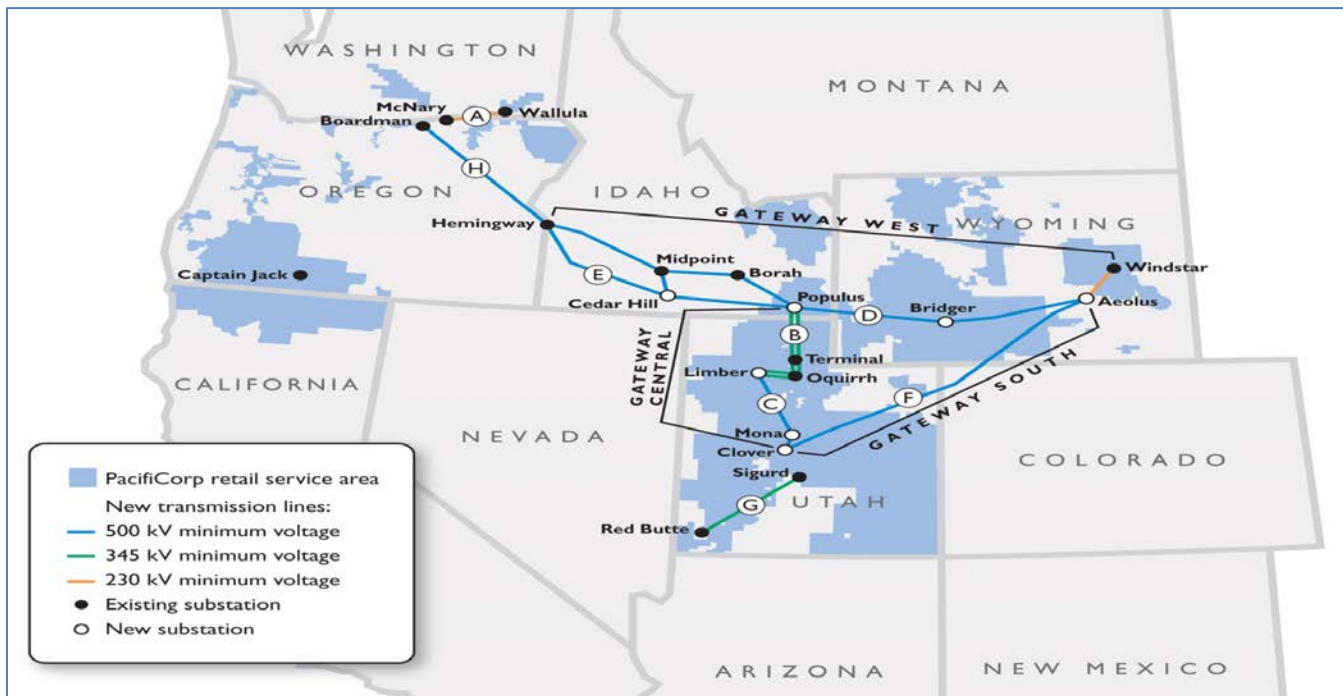 WASHINGTON
MONTANA
McNary
A
Wallula
Boardman
H
OREGON
IDAHO
GATEWAY WEST
WYOMING
Hemingway
Captain Jack
Midpoint
Borah
Windstar
E
Cedar Hill
Populus
D
Bridger
Aeolus
B
GATEWAY
CENTRAL
Terminal
Limber
Oquirrh
CALIFORNIA
C
F
GATEWAY SOUTH
NEVADA
Mona
Clover
COLORADO
Sigurd
G
UTAH
Red Butte
PacifiCorp retail service area
New transmission lines:
500 kV minimum voltage
345 kV minimum voltage
230 kV minimum voltage
Existing substation
New substation
ARIZONA
NEW MEXICO